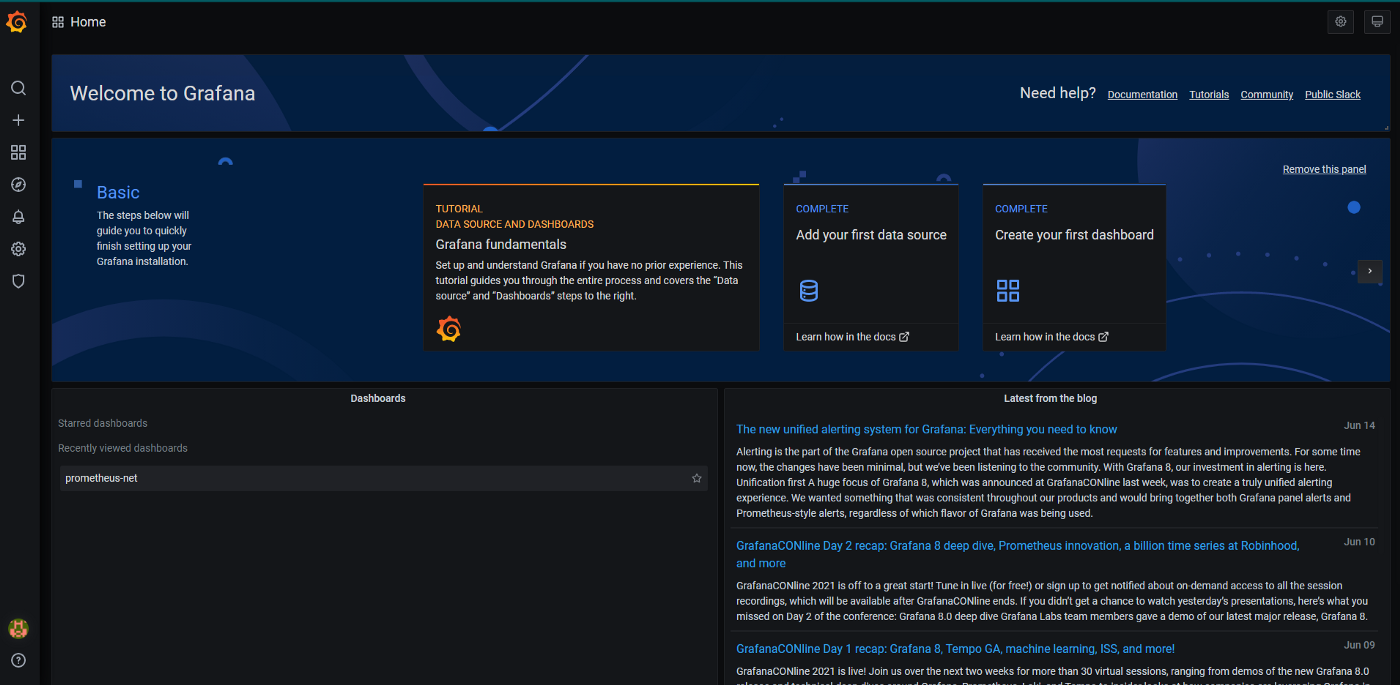 Home
Welcome to Grafana
Need help? Documentation Tutorials Community Public Slack
Remove this panel
Basic
The steps below will
guide you to quickly
finish setting up your
Grafana installation.
TUTORIAL
DATA SOURCE AND DASHBOARDS
Grafana fundamentals
Set up and understand Grafana if you have no prior experience. This
tutorial guides you through the entire process and covers the “Data
source” and “Dashboards” steps to the right.
COMPLETE
Add your first data source
Learn how in the docs
COMPLETE
Create your first dashboard
Learn how in the docs
Dashboards
Starred dashboards
Recently viewed dashboards
prometheus-net
Latest from the blog
The new unified alerting system for Grafana: Everything you need to know
Jun 14
Alerting is the part of the Grafana open source project that has received the most requests for features and improvements. For some time
now, the changes have been minimal, but we’ve been listening to the community. With Grafana 8, our investment in alerting is here.
Unification first A huge focus of Grafana 8, which was announced at GrafanaCONline last week, was to create a truly unified alerting
experience. We wanted something that was consistent throughout our products and would bring together both Grafana panel alerts and
Prometheus-style alerts, regardless of which flavor of Grafana was being used.
GrafanaCONline Day 2 recap: Grafana 8 deep dive, Prometheus innovation, a billion time series at Robinhood,
and more
Jun 10
GrafanaCONline 2021 is off to a great start! Tune in live (for free!) or sign up to get notified about on-demand access to all the session
recordings, which will be available after GrafanaCONline ends. If you didn’t get a chance to watch yesterday’s presentations, here’s what you
missed on Day 2 of the conference: Grafana 8.0 deep dive Grafana Labs team members gave a demo of our latest major release, Grafana 8.
GrafanaCONline Day 1 recap: Grafana 8, Tempo GA, machine learning, ISS, and more!
Jun 09
GrafanaCONline 2021 is live! Join us over the next two weeks for more than 30 virtual sessions, ranging from demos of the new Grafana 8.0